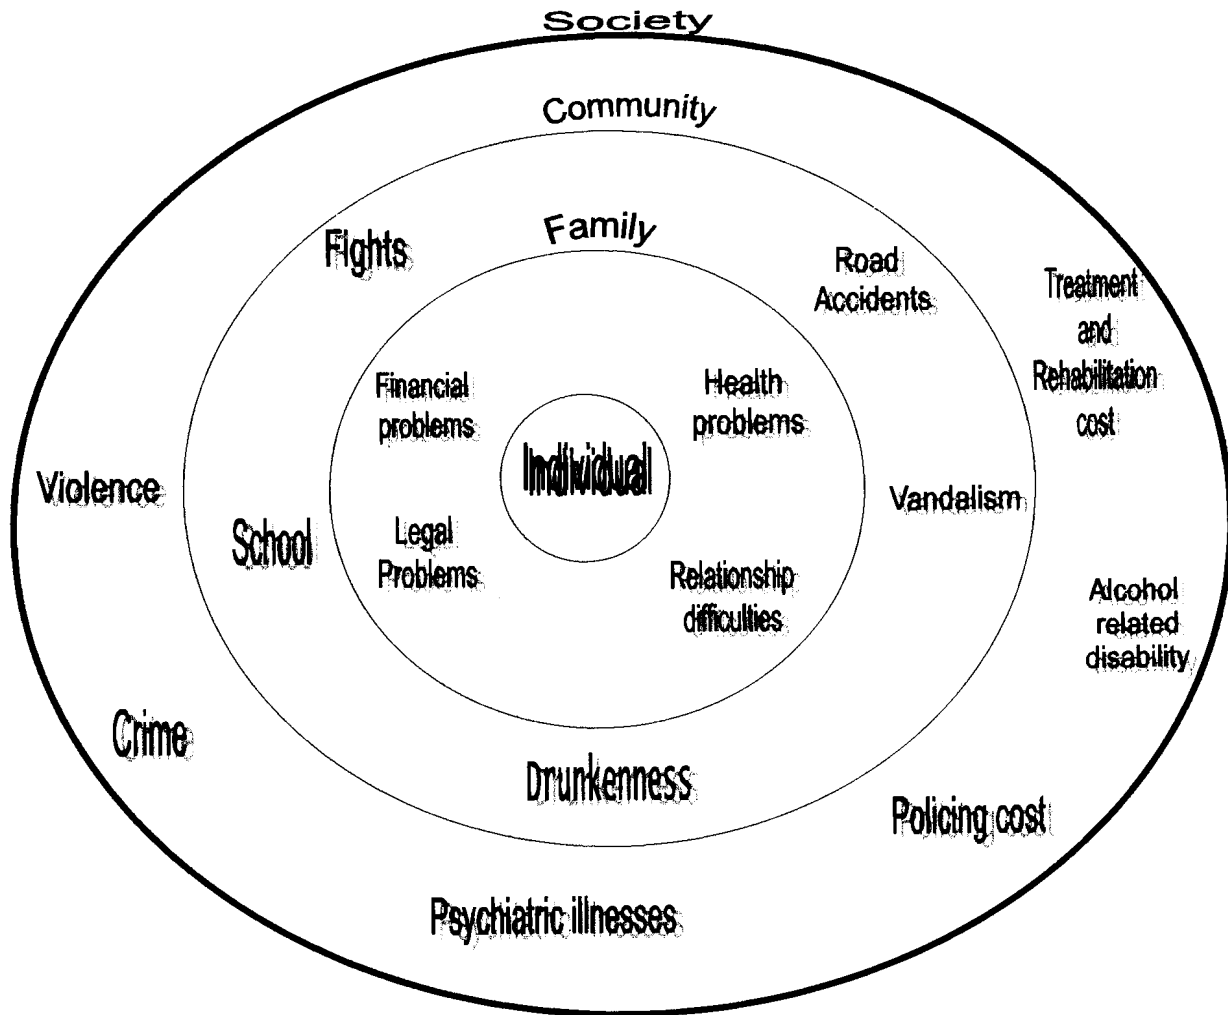 Society
Community
Family
Fights
Road
Accidents
Treatment
and
Rehabilitation
cost
Financial
problems
Health
problems
Individual
Violence
School
Vandalism
Legal
Problems
Relationship
difficulties
Alcohol
related
disability
Crime
Drunkenness
Policing cost
Psychiatric illnesses